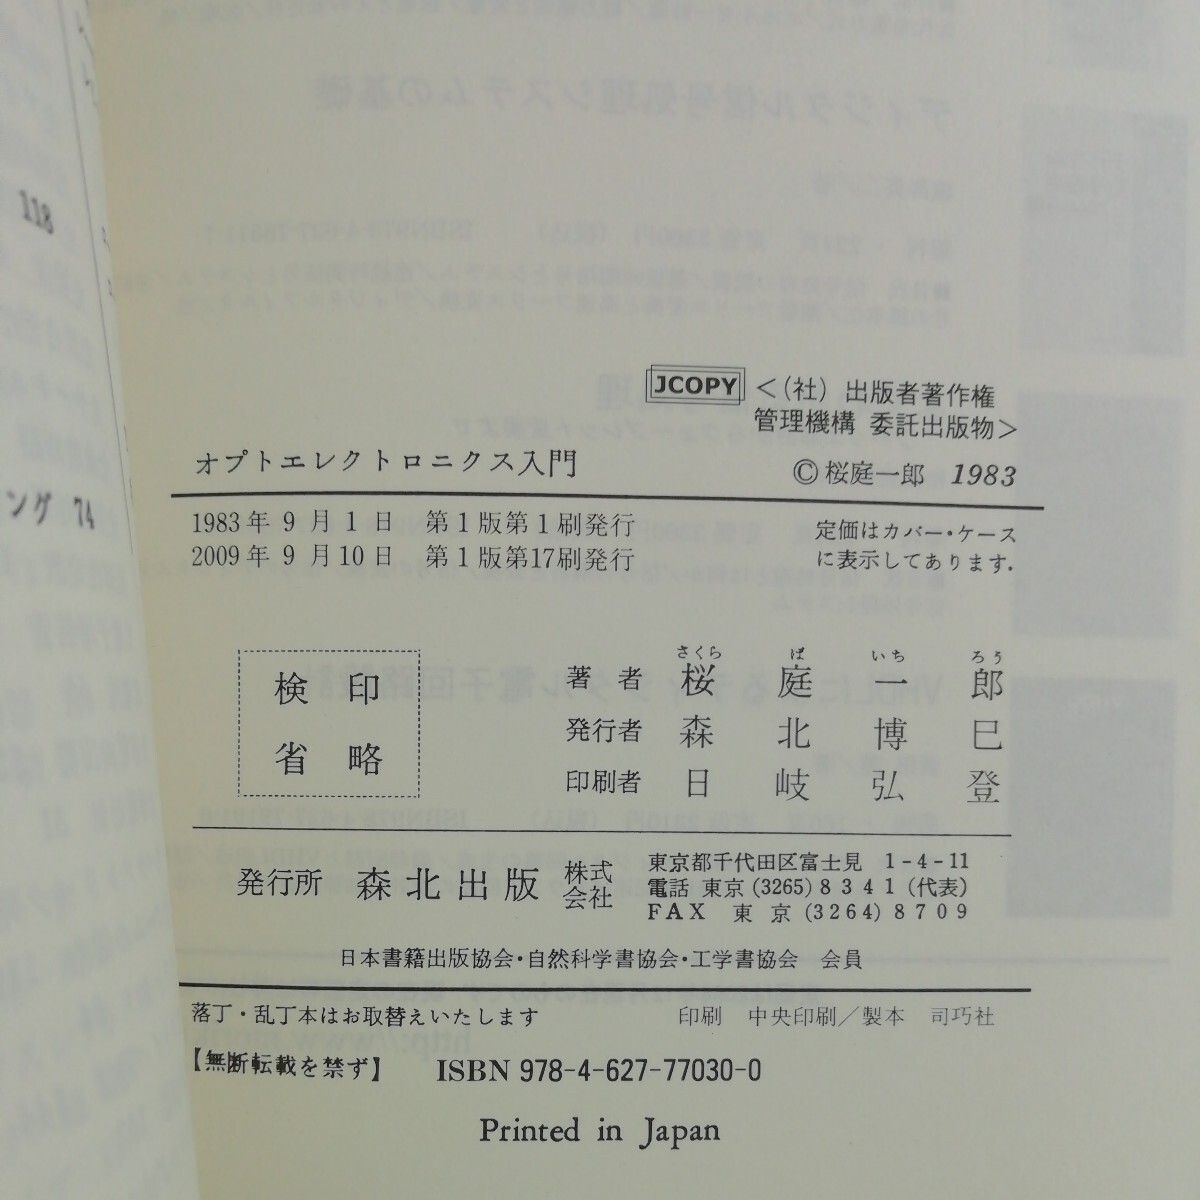 118
ング 74
JCOPY <(社) 出版者著作権
管理機構 委託出版物>
オプトエレクトロニクス入門 © 桜庭一郎 1983
1983年 9 月 1 日 第 1 版第 1 刷発行
2009年 9 月 10 日 第 1 版第17刷発行
定価はカバー・ケース
に表示してあります.
検 印
省 略
さくら ば いち ろう
著 者 桜 庭 一 郎
発行者 森 北 博 巳
印刷者 日 岐 弘 登
発行所 森北出版 株式会社
東京都千代田区富士見 1-4-11
電話 東京 (3265) 8341 (代表)
FAX 東京 (3264) 8709
日本書籍出版協会・自然科学書協会・工学書協会 会員
落丁・乱丁本はお取替えいたします 印刷 中央印刷／製本 司巧社
【無断転載を禁ず】 ISBN 978-4-627-77030-0
Printed in Japan